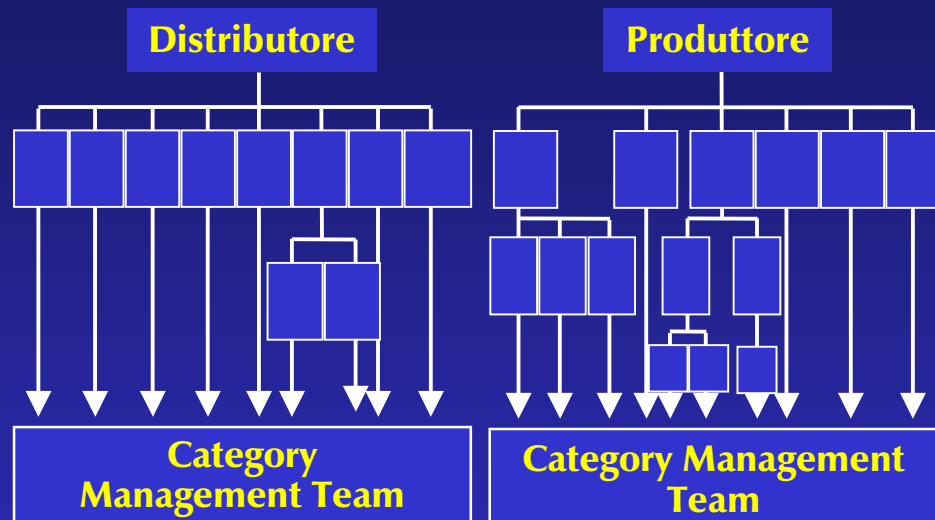 Distributore
Produttore
Category
Management Team
Category Management
Team